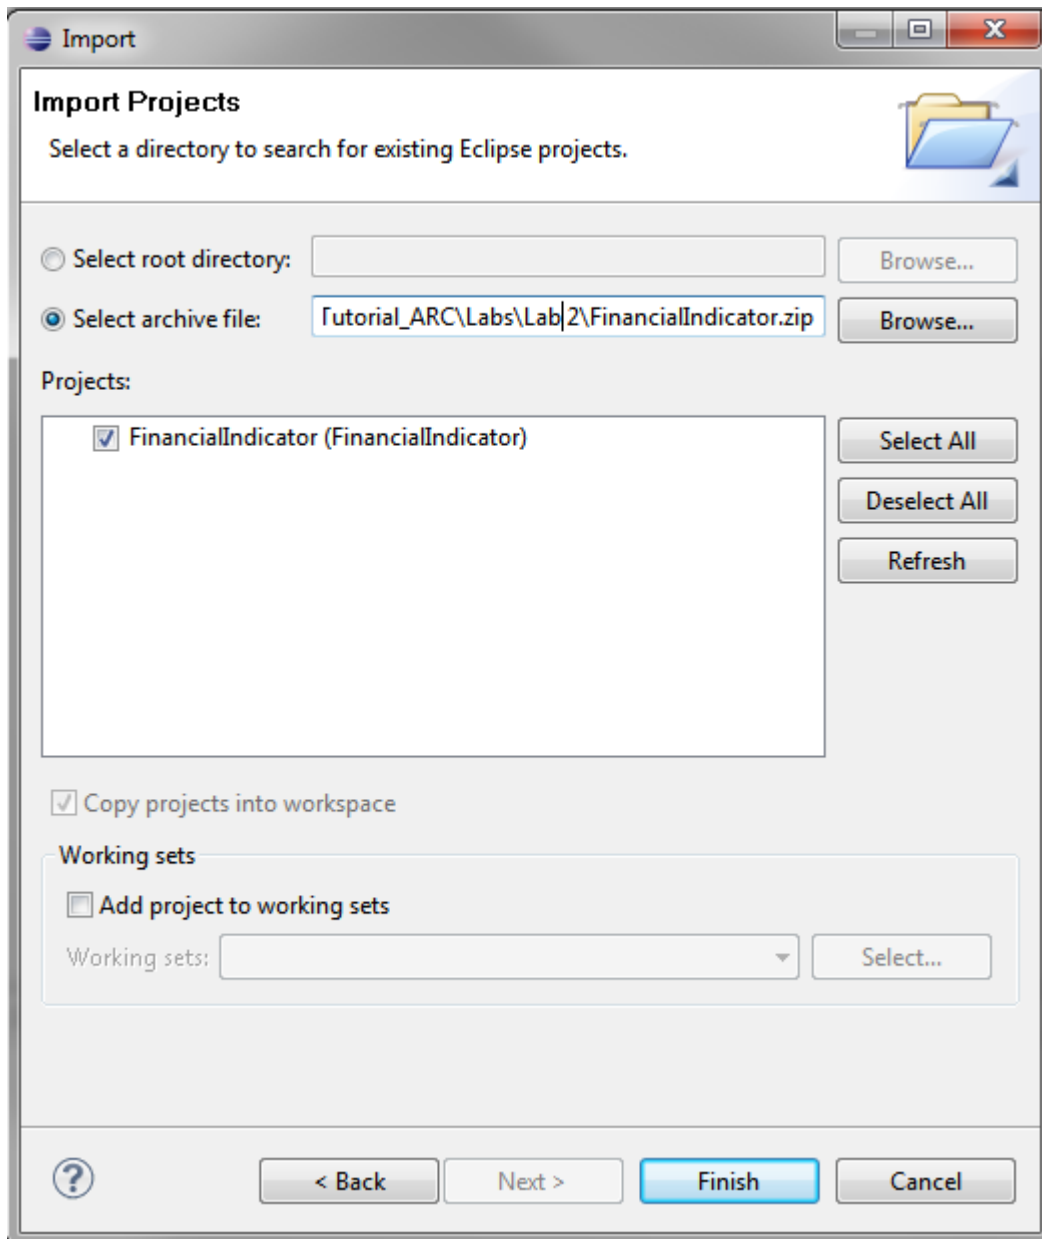 Import
Import Projects
Select a directory to search for existing Eclipse projects.
Select root directory:
Browse...
Select archive file:
Tutorial_ARC\Labs\Lab 2\FinancialIndicator.zip
Browse...
Projects:
FinancialIndicator (FinancialIndicator)
Select All
Deselect All
Refresh
Copy projects into workspace
Working sets
Add project to working sets
Working sets:
Select...
?
< Back
Next >
Finish
Cancel